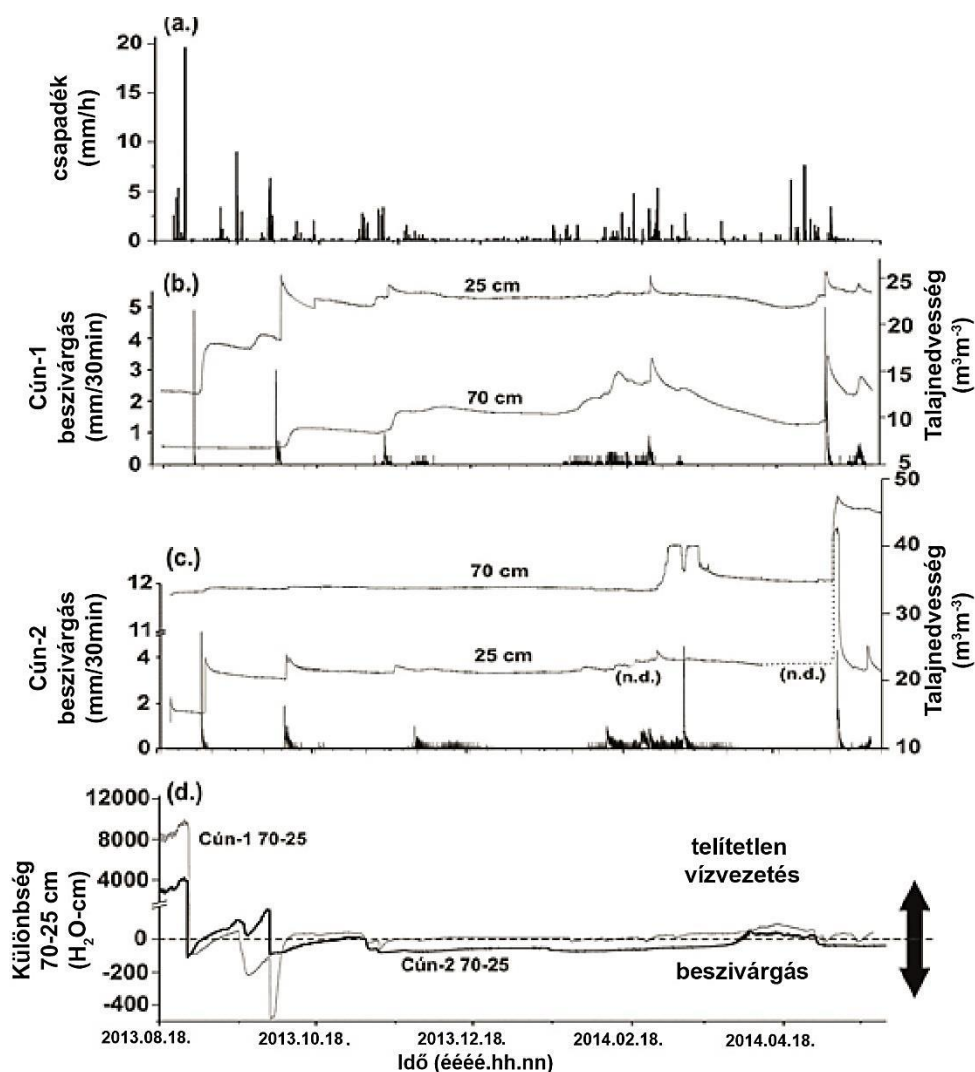 (a.)
csapadék
(mm/h)
20
15
10
5
0
(b.)
Cún-1
beszivárgás
(mm/30min)
5
4
3
2
1
0
25 cm
70 cm
25
20
15
10
5
Talajnedvesség
(m³m⁻³)
(c.)
Cún-2
beszivárgás
(mm/30min)
12
11
4
2
0
70 cm
25 cm
(n.d.)
(n.d.)
50
40
30
20
10
Talajnedvesség
(m³m⁻³)
(d.)
Különbség
70-25 cm
(H₂O-cm)
12000
8000
4000
0
-200
-400
Cún-1 70-25
Cún-2 70-25
telítetlen
vízvezetés
beszivárgás
2013.08.18.
2013.10.18.
2013.12.18.
2014.02.18.
2014.04.18.
Idő (éééé.hh.nn)